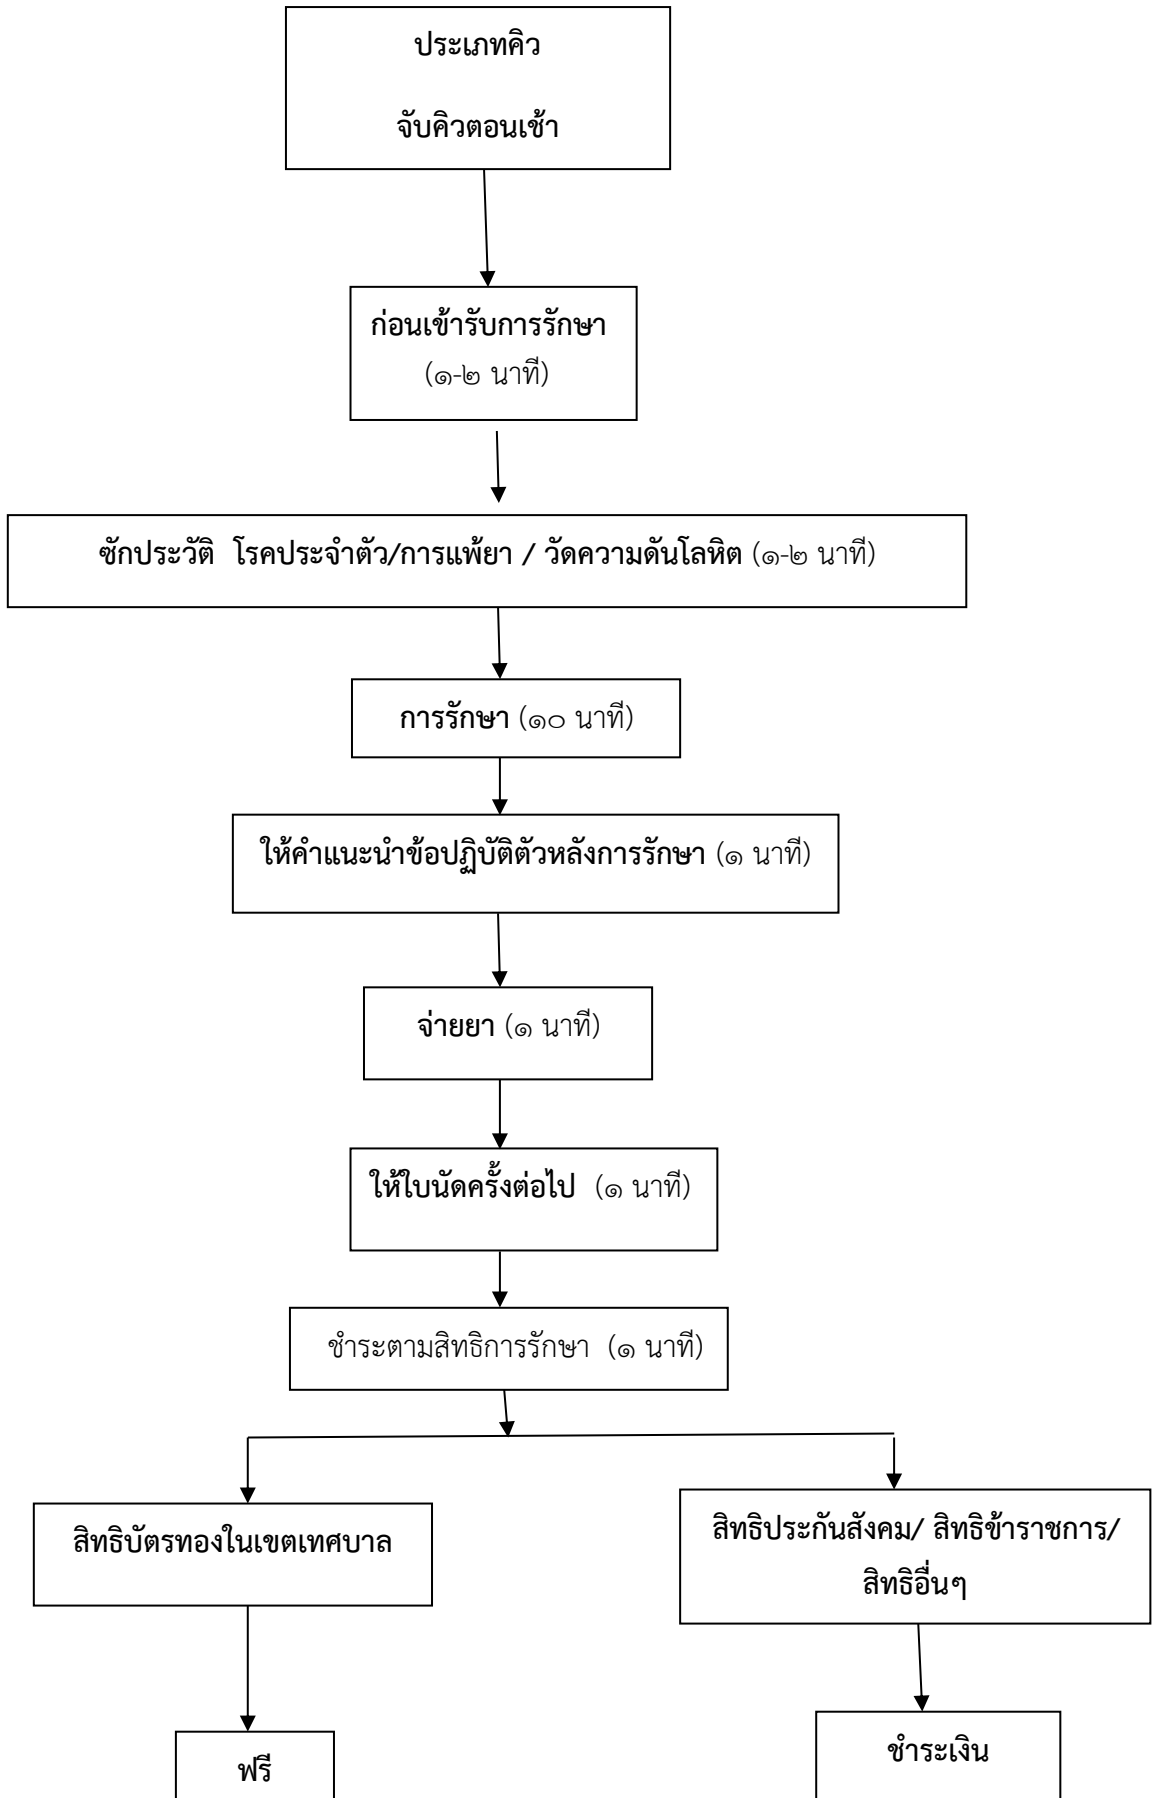 ประเภทคิว
จับคิวตอนเช้า
ก่อนเข้ารับการรักษา
(๑-๒ นาที)
ซักประวัติ โรคประจำตัว/การแพ้ยา / วัดความดันโลหิต (๑-๒ นาที)
การรักษา (๑๐ นาที)
ให้คำแนะนำข้อปฏิบัติตัวหลังการรักษา (๑ นาที)
จ่ายยา (๑ นาที)
ให้ใบนัดครั้งต่อไป (๑ นาที)
ชำระตามสิทธิการรักษา (๑ นาที)
สิทธิบัตรทองในเขตเทศบาล
สิทธิประกันสังคม/ สิทธิข้าราชการ/
สิทธิอื่นๆ
ฟรี
ชำระเงิน